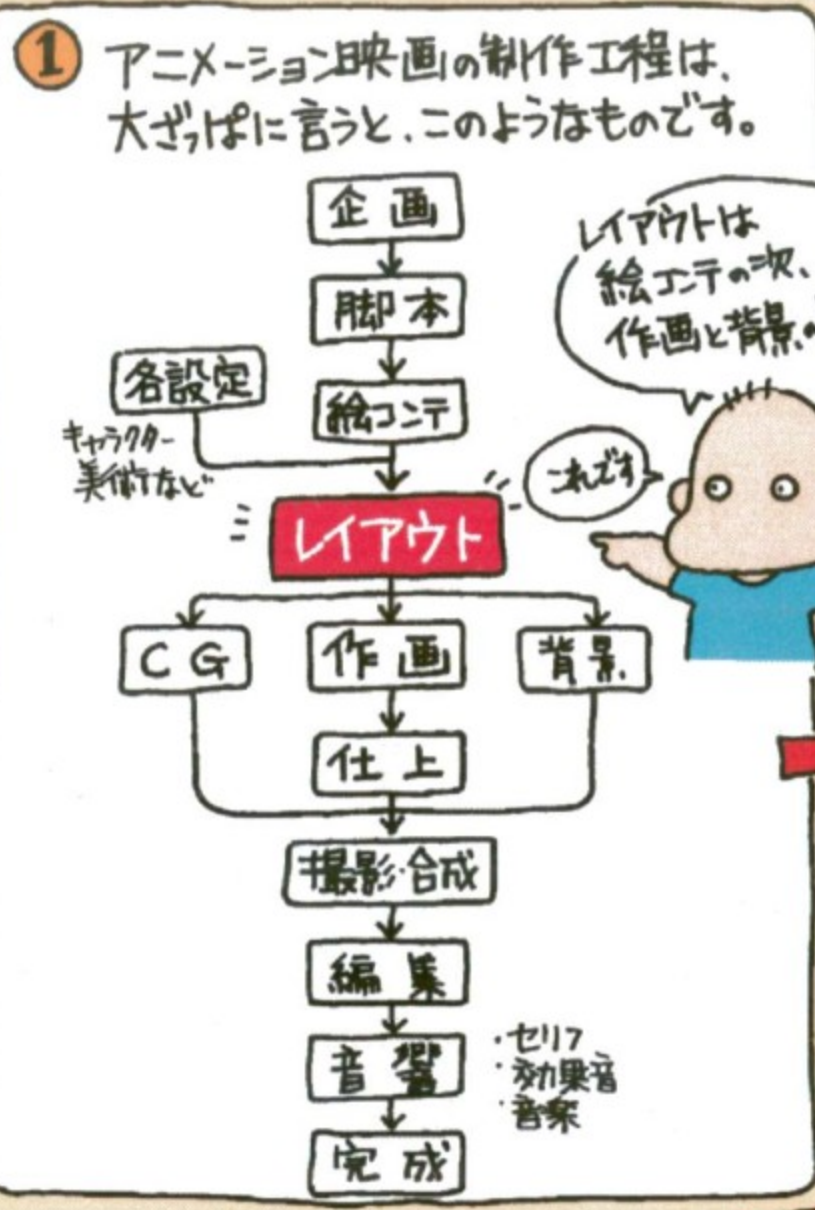 1 アニメーション映画の制作工程は、
大ざっぱに言うと、このようなものです。
企画
脚本
各設定
キャラクター
美術など
絵コンテ
レイアウトは
絵コンテの次、
作画と背景の
これです
レイアウト
CG
作画
背景
仕上
撮影・合成
編集
音響
・セリフ
・効果音
・音楽
完成